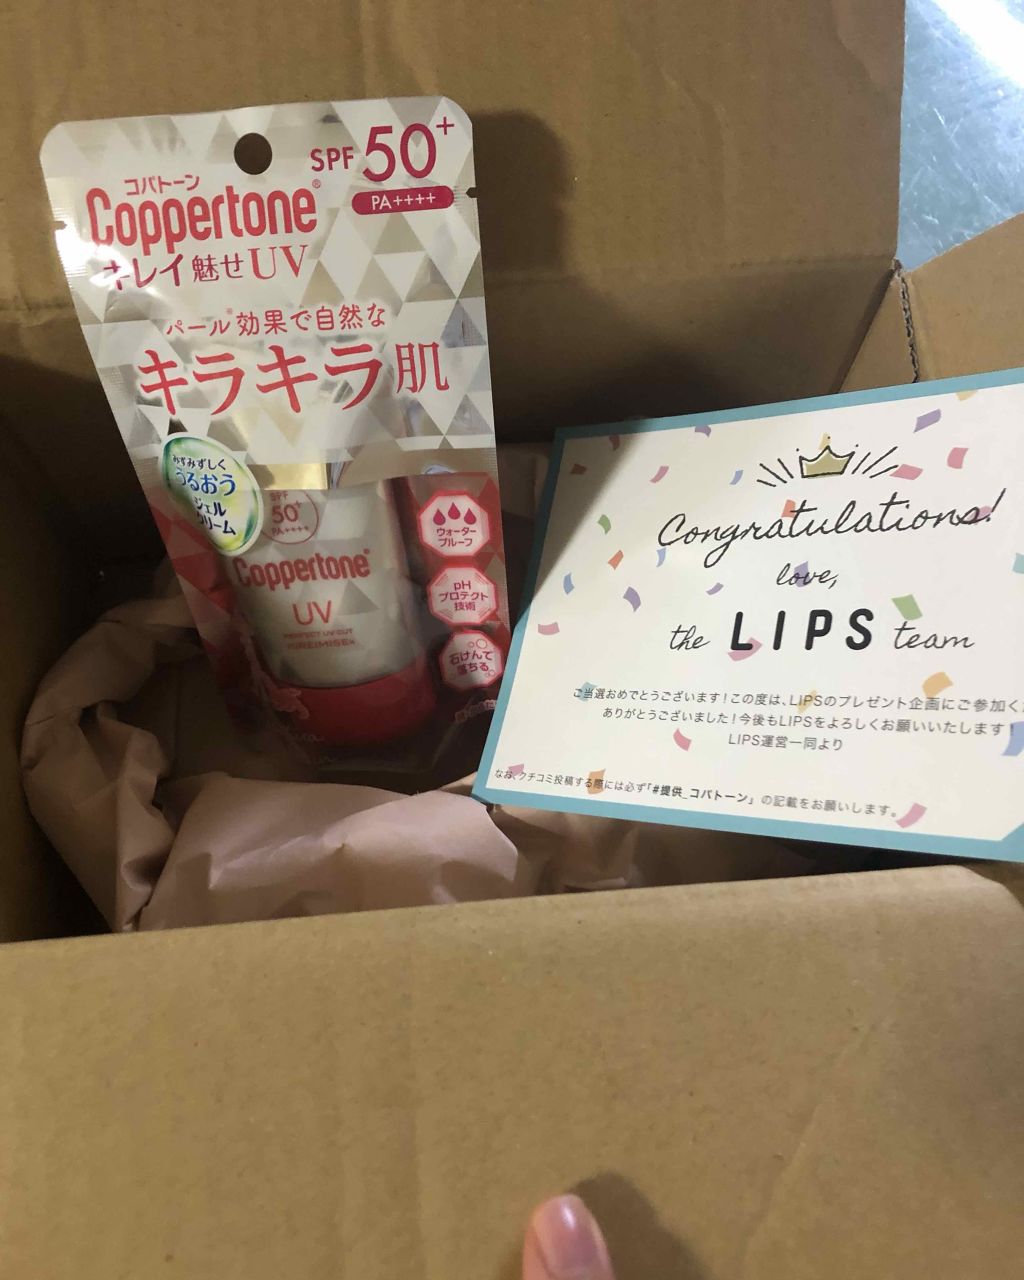 SPF 50+
PA++++
コパトーン
Coppertone®
キレイ魅せUV
パール※効果で自然な
キラキラ肌
みずみずしく
うるおう
ジェル
クリーム
SPF
50+
PA++++
Coppertone®
UV
PERFECT UV CUT
KIREIMISE
ウォーター
プルーフ
pH
プロテクト
技術
石けんで
落ちる
Congratulations!
love,
the LIPS team
ご当選おめでとうございます！この度は、LIPSのプレゼント企画にご参加くだ
ありがとうございました！今後もLIPSをよろしくお願いいたします！
LIPS運営一同より
なお、クチコミ投稿する際には必ず「#提供_コパトーン」の記載をお願いします。